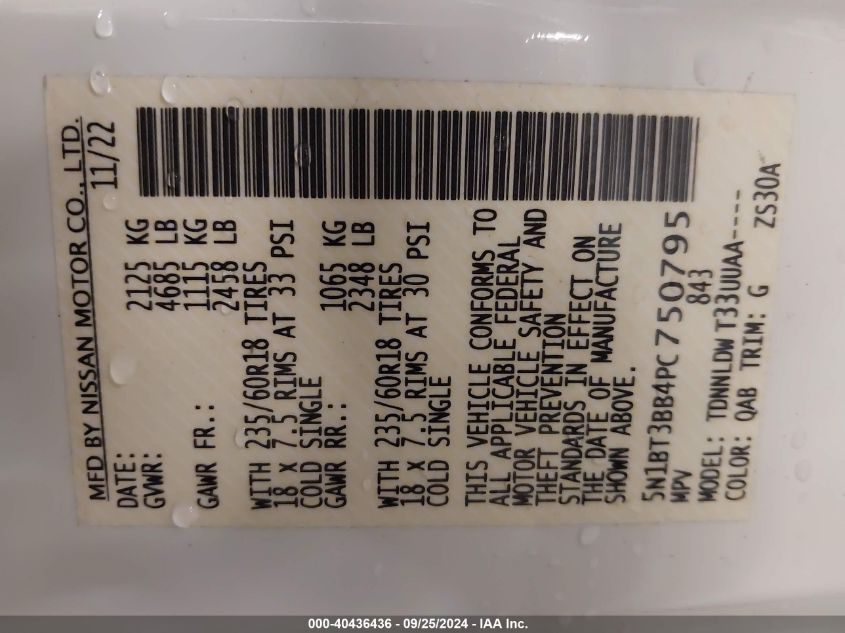 MFD BY NISSAN MOTOR CO., LTD.
DATE: 11/22
GVWR: 2125 KG
4685 LB
GAWR FR.: 1115 KG
2458 LB
WITH 235/60R18 TIRES
18 X 7.5 RIMS AT 33 PSI
COLD SINGLE
GAWR RR.: 1065 KG
2348 LB
WITH 235/60R18 TIRES
18 X 7.5 RIMS AT 30 PSI
COLD SINGLE
THIS VEHICLE CONFORMS TO
ALL APPLICABLE FEDERAL
MOTOR VEHICLE SAFETY AND
THEFT PREVENTION
STANDARDS IN EFFECT ON
THE DATE OF MANUFACTURE
SHOWN ABOVE.
5N1BT3BB4PC750795
MPV 843
MODEL: TDNNLDWT33UUAA----
COLOR: QAB TRIM: G ZS30A
000-40436436 - 09/25/2024 - IAA Inc.